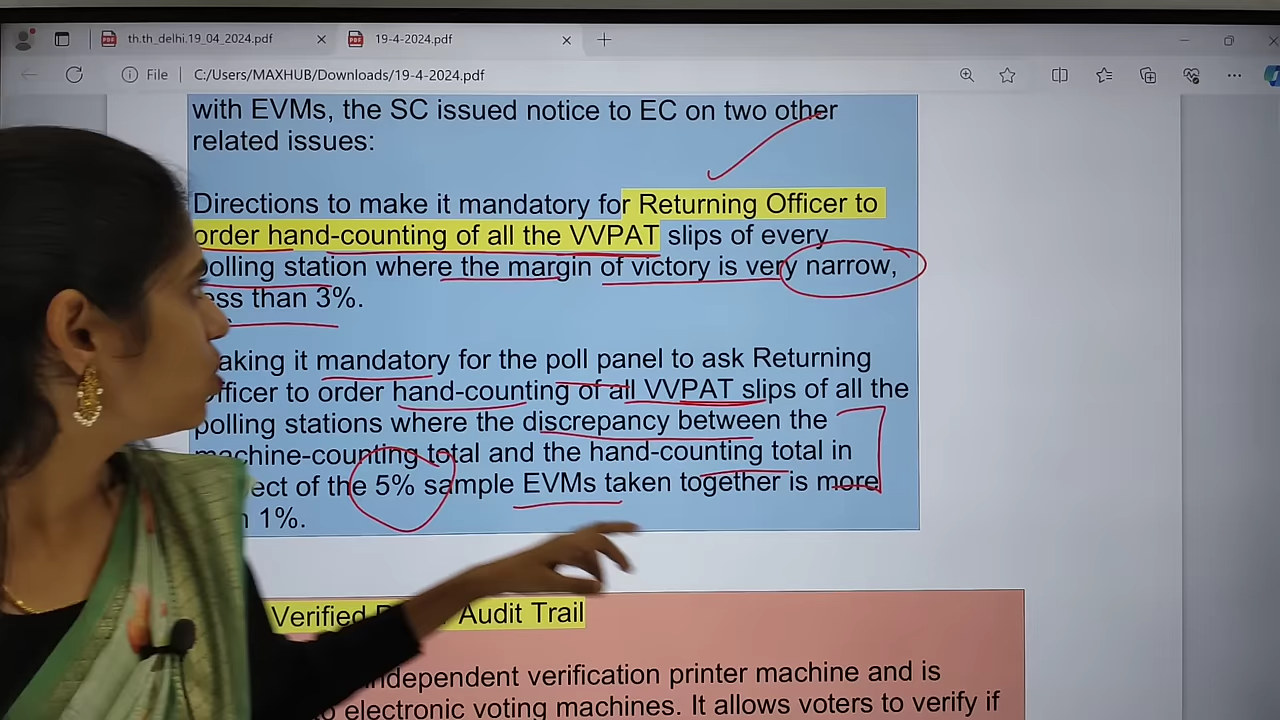 th.th_delhi.19_04_2024.pdf
19-4-2024.pdf
File | C:/Users/MAXHUB/Downloads/19-4-2024.pdf
with EVMs, the SC issued notice to EC on two other
related issues:
Directions to make it mandatory for Returning Officer to
order hand-counting of all the VVPAT slips of every
polling station where the margin of victory is very narrow,
less than 3%.
making it mandatory for the poll panel to ask Returning
Officer to order hand-counting of all VVPAT slips of all the
polling stations where the discrepancy between the
machine-counting total and the hand-counting total in
the 5% sample EVMs taken together is more
1%.
Verified Audit Trail
independent verification printer machine and is
electronic voting machines. It allows voters to verify if